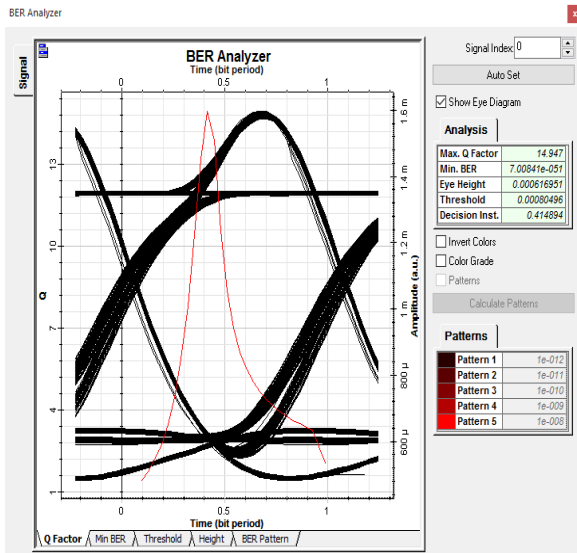 BER Analyzer
x
Signal
BER Analyzer
Time (bit period)
0 0.5 1
Q
13
10
7
4
1
1.6 m
1.4 m
1.2 m
1 m
800 µ
600 µ
Amplitude (a.u.)
0 0.5 1
Time (bit period)
Q Factor Min BER Threshold Height BER Pattern
Signal Index: 0
Auto Set
Show Eye Diagram
Analysis
Max. Q Factor 14.947
Min. BER 7.00841e-051
Eye Height 0.000616951
Threshold 0.00080496
Decision Inst. 0.414894
Invert Colors
Color Grade
Patterns
Calculate Patterns
Patterns
Pattern 1 1e-012
Pattern 2 1e-011
Pattern 3 1e-010
Pattern 4 1e-009
Pattern 5 1e-008